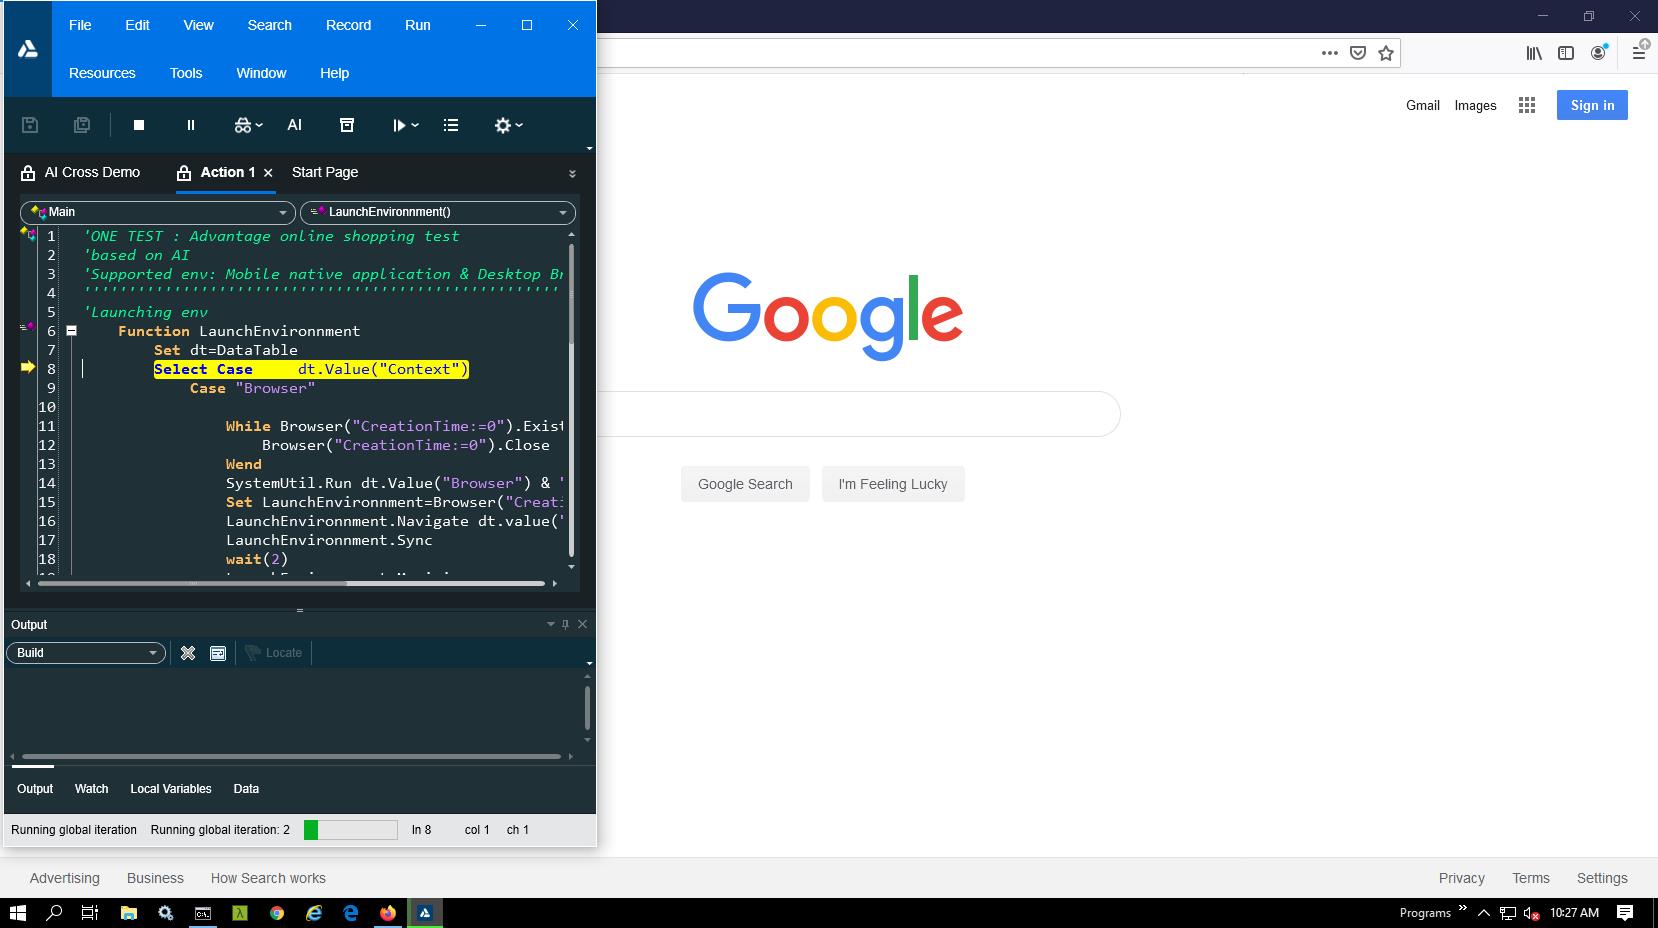 File Edit View Search Record Run
Resources Tools Window Help
AI
AI Cross Demo Action 1 Start Page
Main LaunchEnvironnment()
1 'ONE TEST : Advantage online shopping test
2 'based on AI
3 'Supported env: Mobile native application & Desktop Br
4 '''''''''''''''''''''''''''''''''''''''''''''''''''''
5 'Launching env
6 Function LaunchEnvironnment
7 Set dt=DataTable
8 Select Case dt.Value("Context")
9 Case "Browser"
10
11 While Browser("CreationTime:=0").Exist
12 Browser("CreationTime:=0").Close
13 Wend
14 SystemUtil.Run dt.Value("Browser") & "
15 Set LaunchEnvironnment=Browser("Creati
16 LaunchEnvironnment.Navigate dt.value("
17 LaunchEnvironnment.Sync
18 wait(2)
Output
Build Locate
Output Watch Local Variables Data
Running global iteration Running global iteration: 2 ln 8 col 1 ch 1
Gmail Images Sign in
Google
Google Search I'm Feeling Lucky
Advertising Business How Search works Privacy Terms Settings
Programs 10:27 AM